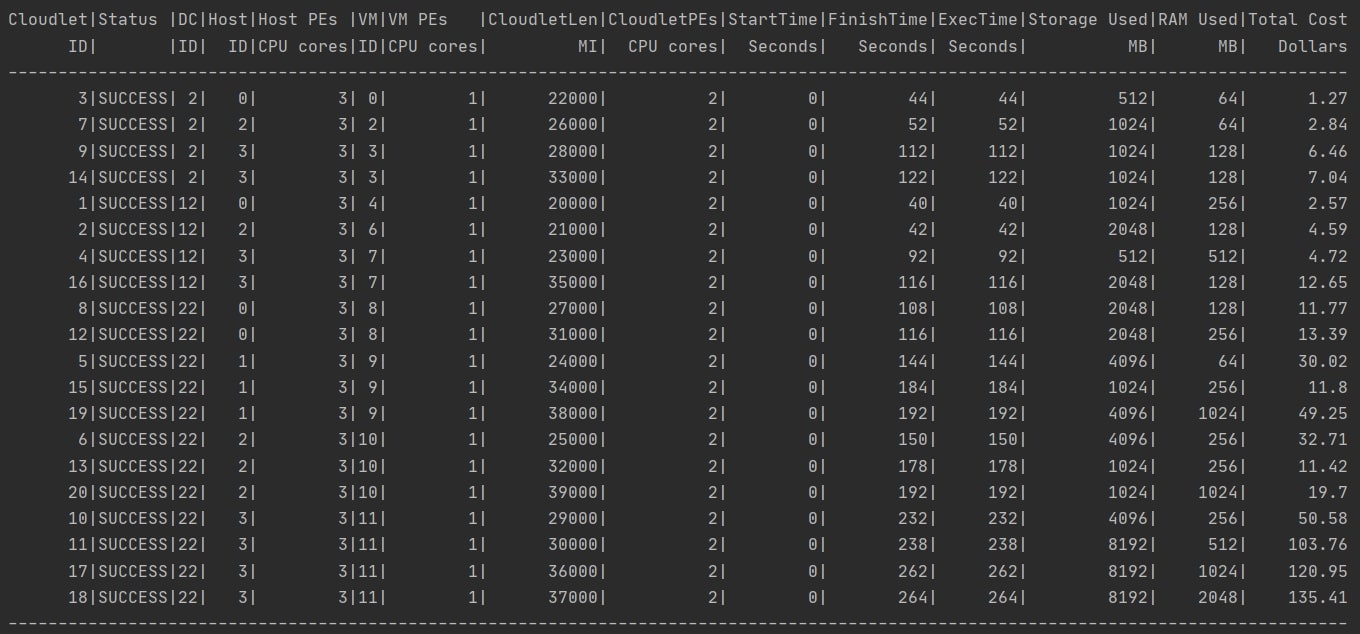 Cloudlet|Status |DC|Host|Host PEs |VM|VM PEs   |CloudletLen|CloudletPEs|StartTime|FinishTime|ExecTime|Storage Used|RAM Used|Total Cost
      ID|       |ID|  ID|CPU cores|ID|CPU cores|         MI|  CPU cores|  Seconds|   Seconds| Seconds|          MB|      MB|   Dollars
--------------------------------------------------------------------------------------------------------------------------------------
       3|SUCCESS| 2|   0|        3| 0|        1|      22000|          2|        0|        44|      44|         512|      64|      1.27
       7|SUCCESS| 2|   2|        3| 2|        1|      26000|          2|        0|        52|      52|        1024|      64|      2.84
       9|SUCCESS| 2|   3|        3| 3|        1|      28000|          2|        0|       112|     112|        1024|     128|      6.46
      14|SUCCESS| 2|   3|        3| 3|        1|      33000|          2|        0|       122|     122|        1024|     128|      7.04
       1|SUCCESS|12|   0|        3| 4|        1|      20000|          2|        0|        40|      40|        1024|     256|      2.57
       2|SUCCESS|12|   2|        3| 6|        1|      21000|          2|        0|        42|      42|        2048|     128|      4.59
       4|SUCCESS|12|   3|        3| 7|        1|      23000|          2|        0|        92|      92|         512|     512|      4.72
      16|SUCCESS|12|   3|        3| 7|        1|      35000|          2|        0|       116|     116|        2048|     128|     12.65
       8|SUCCESS|22|   0|        3| 8|        1|      27000|          2|        0|       108|     108|        2048|     128|     11.77
      12|SUCCESS|22|   0|        3| 8|        1|      31000|          2|        0|       116|     116|        2048|     256|     13.39
       5|SUCCESS|22|   1|        3| 9|        1|      24000|          2|        0|       144|     144|        4096|      64|     30.02
      15|SUCCESS|22|   1|        3| 9|        1|      34000|          2|        0|       184|     184|        1024|     256|      11.8
      19|SUCCESS|22|   1|        3| 9|        1|      38000|          2|        0|       192|     192|        4096|    1024|     49.25
       6|SUCCESS|22|   2|        3|10|        1|      25000|          2|        0|       150|     150|        4096|     256|     32.71
      13|SUCCESS|22|   2|        3|10|        1|      32000|          2|        0|       178|     178|        1024|     256|     11.42
      20|SUCCESS|22|   2|        3|10|        1|      39000|          2|        0|       192|     192|        1024|    1024|      19.7
      10|SUCCESS|22|   3|        3|11|        1|      29000|          2|        0|       232|     232|        4096|     256|     50.58
      11|SUCCESS|22|   3|        3|11|        1|      30000|          2|        0|       238|     238|        8192|     512|    103.76
      17|SUCCESS|22|   3|        3|11|        1|      36000|          2|        0|       262|     262|        8192|    1024|    120.95
      18|SUCCESS|22|   3|        3|11|        1|      37000|          2|        0|       264|     264|        8192|    2048|    135.41
--------------------------------------------------------------------------------------------------------------------------------------